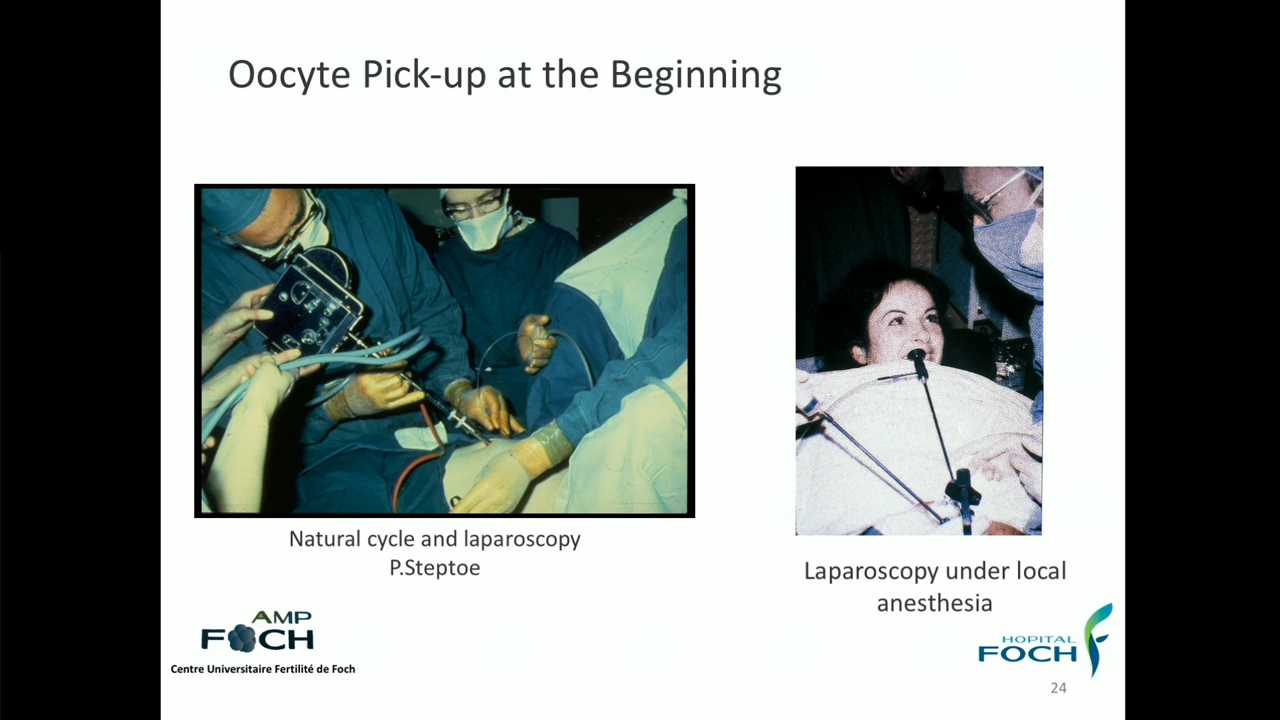 Oocyte Pick-up at the Beginning
Natural cycle and laparoscopy
P.Steptoe
Laparoscopy under local
anesthesia
AMP
FOCH
Centre Universitaire Fertilité de Foch
HOPITAL
FOCH
24